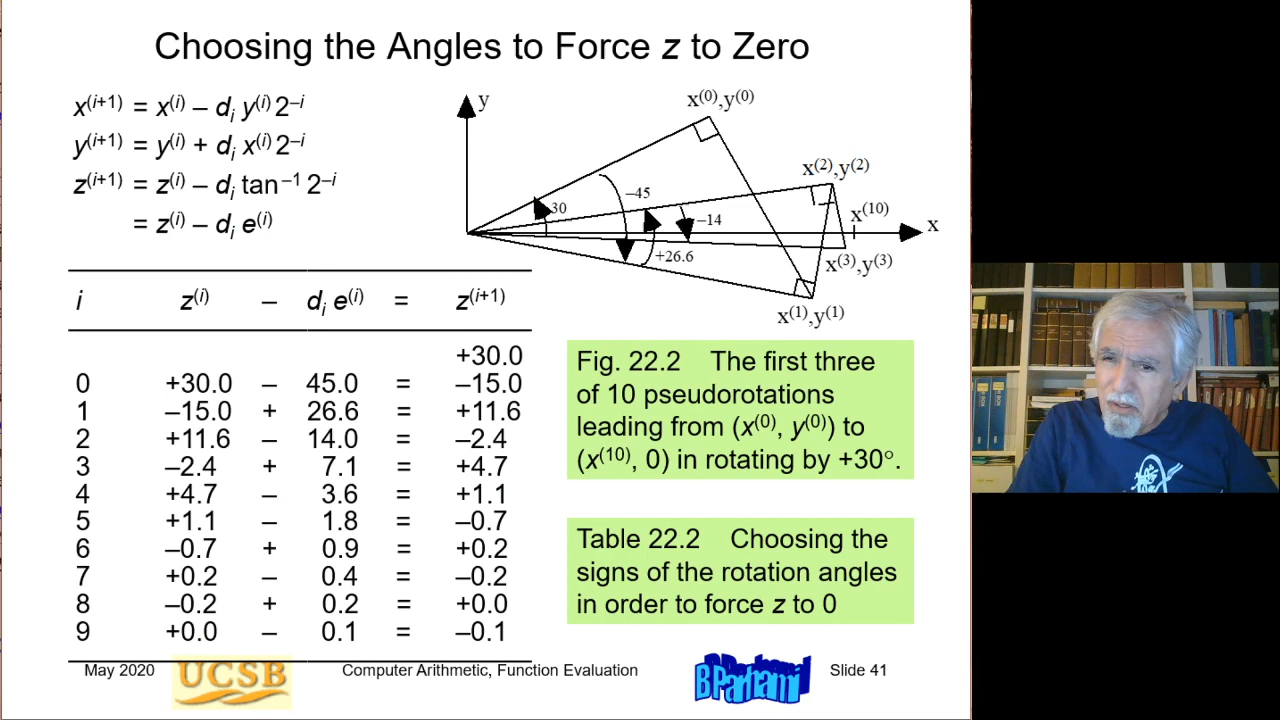 Choosing the Angles to Force z to Zero
x(i+1) = x(i) – di y(i) 2–i
y(i+1) = y(i) + di x(i) 2–i
z(i+1) = z(i) – di tan–1 2–i
= z(i) – di e(i)
y
x(0),y(0)
x(2),y(2)
x(10)
x
x(3),y(3)
x(1),y(1)
30
–45
–14
+26.6
i z(i) – di e(i) = z(i+1)
+30.0
0 +30.0 – 45.0 = –15.0
1 –15.0 + 26.6 = +11.6
2 +11.6 – 14.0 = –2.4
3 –2.4 + 7.1 = +4.7
4 +4.7 – 3.6 = +1.1
5 +1.1 – 1.8 = –0.7
6 –0.7 + 0.9 = +0.2
7 +0.2 – 0.4 = –0.2
8 –0.2 + 0.2 = +0.0
9 +0.0 – 0.1 = –0.1
Fig. 22.2 The first three
of 10 pseudorotations
leading from (x(0), y(0)) to
(x(10), 0) in rotating by +30°.
Table 22.2 Choosing the
signs of the rotation angles
in order to force z to 0
May 2020
UCSB
Computer Arithmetic, Function Evaluation
B Parhami
Slide 41